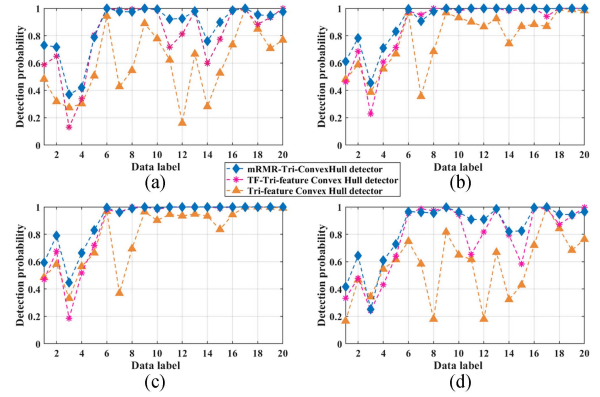 1
0.8
0.6
0.4
0.2
0
Detection probability
2 4 6 8 10 12 14 16 18 20
Data label
(a)
1
0.8
0.6
0.4
0.2
0
Detection probability
2 4 6 8 10 12 14 16 18 20
Data label
(b)
mRMR-Tri-ConvexHull detector
TF-Tri-feature Convex Hull detector
Tri-feature Convex Hull detector
1
0.8
0.6
0.4
0.2
0
Detection probability
2 4 6 8 10 12 14 16 18 20
Data label
(c)
1
0.8
0.6
0.4
0.2
0
Detection probability
2 4 6 8 10 12 14 16 18 20
Data label
(d)